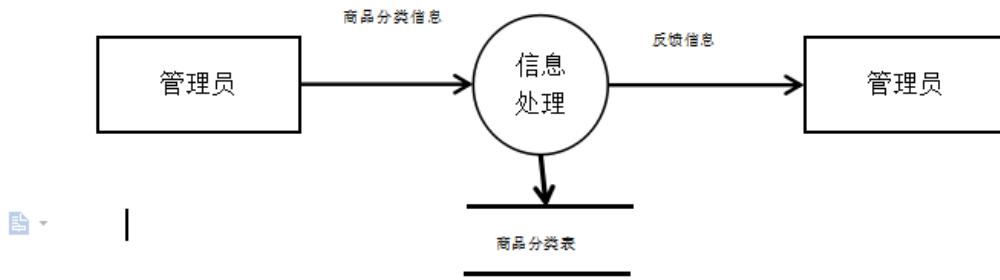 商品分类信息
反馈信息
管理员
信息
处理
管理员
商品分类表